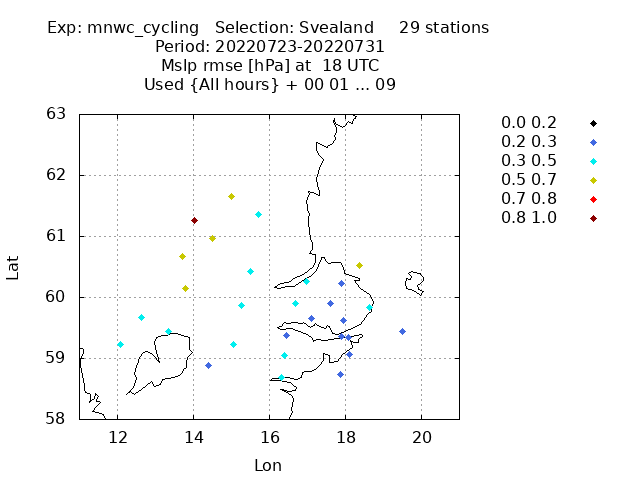 Exp: mnwc_cycling   Selection: Svealand     29 stations
Period: 20220723-20220731
Mslp rmse [hPa] at  18 UTC
Used {All hours} + 00 01 ... 09
63
62
61
60
59
58
Lat
12 14 16 18 20
Lon
0.0 0.2
0.2 0.3
0.3 0.5
0.5 0.7
0.7 0.8
0.8 1.0